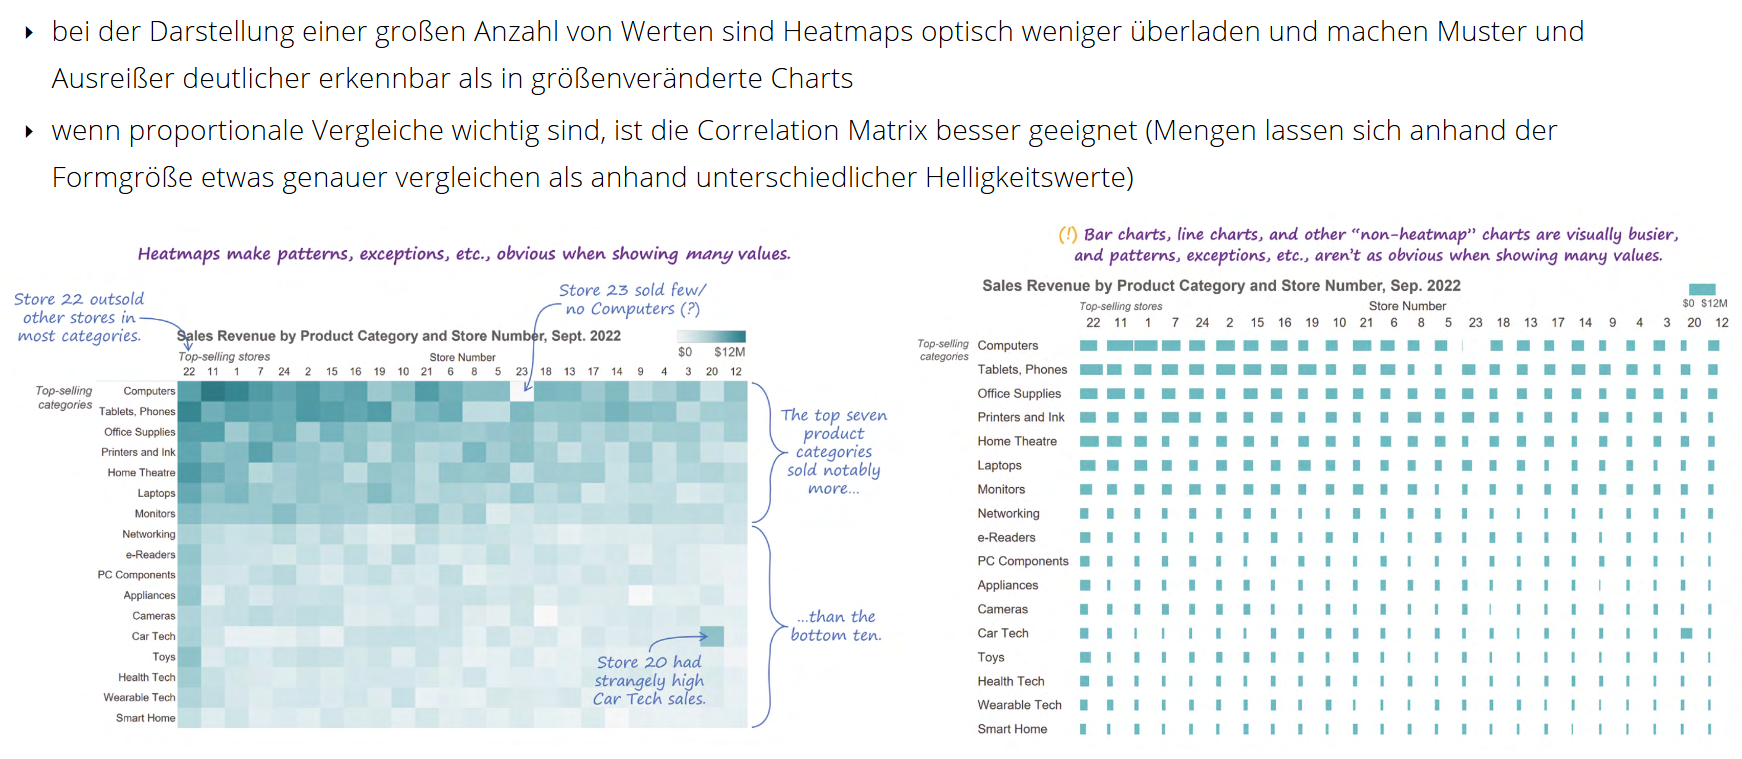 bei der Darstellung einer großen Anzahl von Werten sind Heatmaps optisch weniger überladen und machen Muster und
Ausreißer deutlicher erkennbar als in größenveränderte Charts
wenn proportionale Vergleiche wichtig sind, ist die Correlation Matrix besser geeignet (Mengen lassen sich anhand der
Formgröße etwas genauer vergleichen als anhand unterschiedlicher Helligkeitswerte)
Heatmaps make patterns, exceptions, etc., obvious when showing many values.
Store 22 outsold
other stores in
most categories.
Store 23 sold few/
no Computers (?)
Sales Revenue by Product Category and Store Number, Sept. 2022
$0 $12M
Top-selling stores
Store Number
22 11 1 7 24 2 15 16 19 10 21 6 8 5 23 18 13 17 14 9 4 3 20 12
Top-selling
categories
Computers
Tablets, Phones
Office Supplies
Printers and Ink
Home Theatre
Laptops
Monitors
Networking
e-Readers
PC Components
Appliances
Cameras
Car Tech
Toys
Health Tech
Wearable Tech
Smart Home
The top seven
product
categories
sold notably
more...
...than the
bottom ten.
Store 20 had
strangely high
Car Tech sales.
(!) Bar charts, line charts, and other “non-heatmap” charts are visually busier,
and patterns, exceptions, etc., aren’t as obvious when showing many values.
Sales Revenue by Product Category and Store Number, Sep. 2022
$0 $12M
Top-selling stores
Store Number
22 11 1 7 24 2 15 16 19 10 21 6 8 5 23 18 13 17 14 9 4 3 20 12
Top-selling
categories
Computers
Tablets, Phones
Office Supplies
Printers and Ink
Home Theatre
Laptops
Monitors
Networking
e-Readers
PC Components
Appliances
Cameras
Car Tech
Toys
Health Tech
Wearable Tech
Smart Home